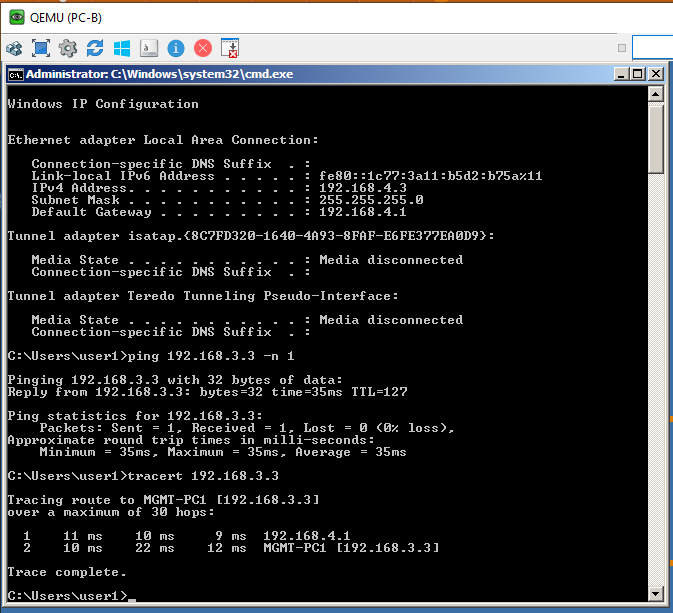 QEMU (PC-B)
Administrator: C:\Windows\system32\cmd.exe
Windows IP Configuration
Ethernet adapter Local Area Connection:
   Connection-specific DNS Suffix  . :
   Link-local IPv6 Address . . . . . : fe80::1c77:3a11:b5d2:b75a%11
   IPv4 Address. . . . . . . . . . . : 192.168.4.3
   Subnet Mask . . . . . . . . . . . : 255.255.255.0
   Default Gateway . . . . . . . . . : 192.168.4.1
Tunnel adapter isatap.{8C7FD320-1640-4A93-8FAF-E6FE377EA0D9}:
   Media State . . . . . . . . . . . : Media disconnected
   Connection-specific DNS Suffix  . :
Tunnel adapter Teredo Tunneling Pseudo-Interface:
   Media State . . . . . . . . . . . : Media disconnected
   Connection-specific DNS Suffix  . :
C:\Users\user1>ping 192.168.3.3 -n 1
Pinging 192.168.3.3 with 32 bytes of data:
Reply from 192.168.3.3: bytes=32 time=35ms TTL=127
Ping statistics for 192.168.3.3:
    Packets: Sent = 1, Received = 1, Lost = 0 (0% loss),
Approximate round trip times in milli-seconds:
    Minimum = 35ms, Maximum = 35ms, Average = 35ms
C:\Users\user1>tracert 192.168.3.3
Tracing route to MGMT-PC1 [192.168.3.3]
over a maximum of 30 hops:
  1    11 ms    10 ms     9 ms  192.168.4.1
  2    10 ms    22 ms    12 ms  MGMT-PC1 [192.168.3.3]
Trace complete.
C:\Users\user1>_